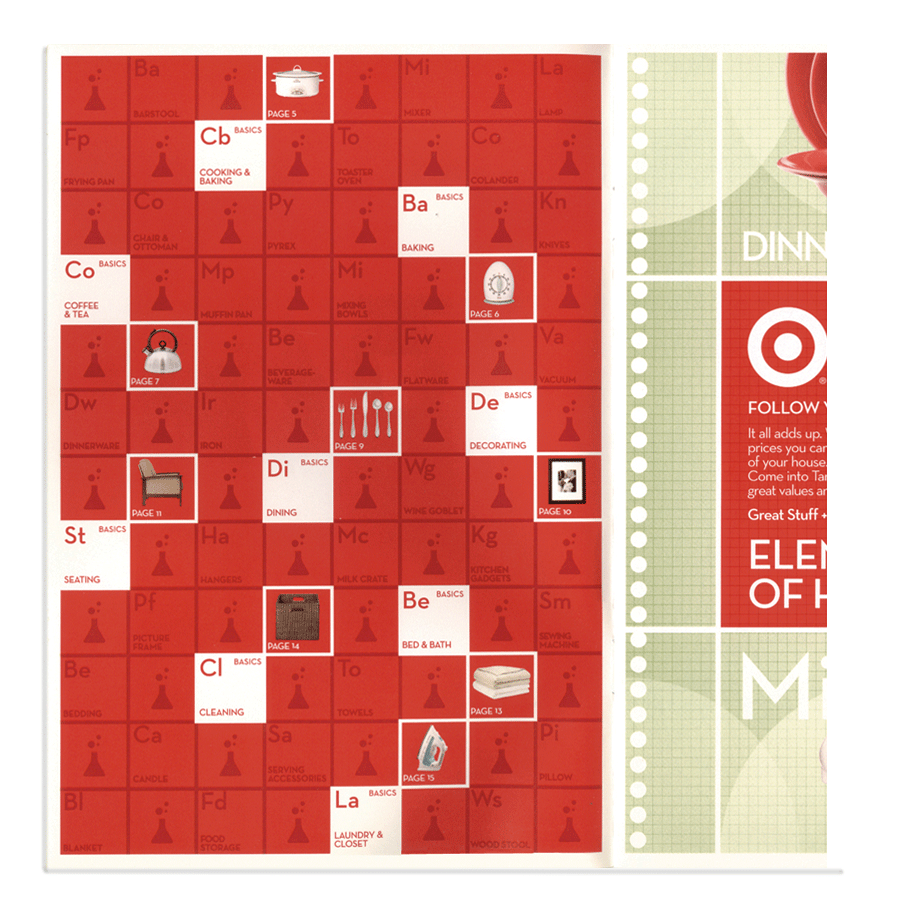 Ba
BARSTOOL
PAGE 5
Mi
MIXER
La
LAMP
Fp
FRYING PAN
Cb BASICS
COOKING &
BAKING
To
TOASTER
OVEN
Co
COLANDER
Co
CHAIR &
OTTOMAN
Py
PYREX
Ba BASICS
BAKING
Kn
KNIVES
Co BASICS
COFFEE
& TEA
Mp
MUFFIN PAN
Mi
MIXING
BOWLS
PAGE 6
PAGE 7
Be
BEVERAGE-
WARE
Fw
FLATWARE
Va
VACUUM
Dw
DINNERWARE
Ir
IRON
PAGE 9
De BASICS
DECORATING
PAGE 11
Di BASICS
DINING
Wg
WINE GOBLET
PAGE 10
St BASICS
SEATING
Ha
HANGERS
Mc
MILK CRATE
Kg
KITCHEN
GADGETS
Pf
PICTURE
FRAME
PAGE 14
Be BASICS
BED & BATH
Sm
SEWING
MACHINE
Be
BEDDING
Cl BASICS
CLEANING
To
TOWELS
PAGE 13
Ca
CANDLE
Sa
SERVING
ACCESSORIES
PAGE 15
Pi
PILLOW
Bl
BLANKET
Fd
FOOD
STORAGE
La BASICS
LAUNDRY &
CLOSET
Ws
WOOD STOOL
DINN
®
FOLLOW
It all adds up.
prices you can
of your house,
Come into Tar
great values an
Great Stuff +
ELEN
OF H
Mi